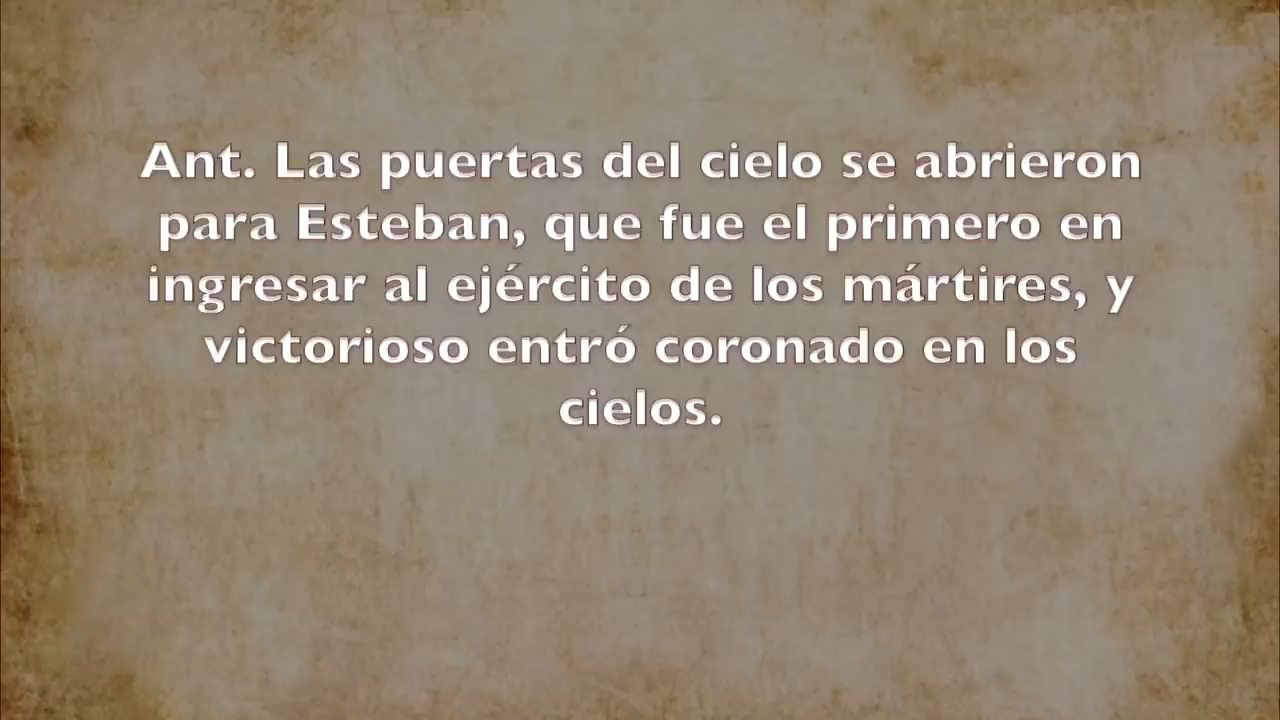 Ant. Las puertas del cielo se abrieron
para Esteban, que fue el primero en
ingresar al ejército de los mártires, y
victorioso entró coronado en los
cielos.